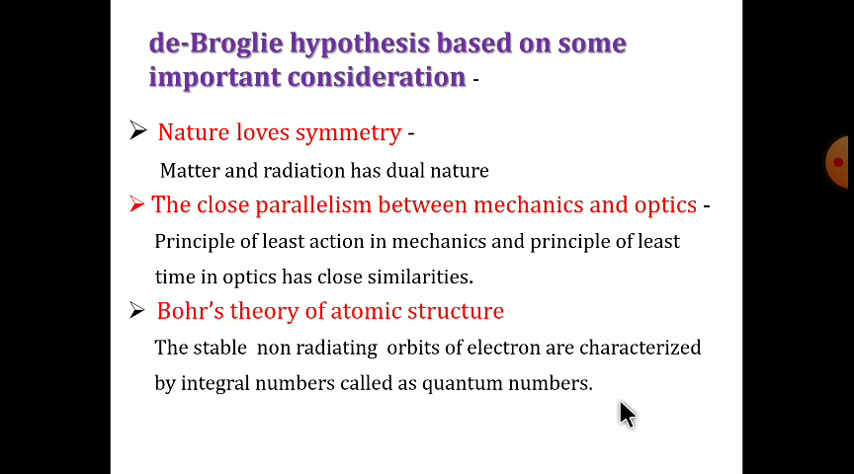 de-Broglie hypothesis based on some
important consideration -
➢ Nature loves symmetry -
Matter and radiation has dual nature
➢ The close parallelism between mechanics and optics -
Principle of least action in mechanics and principle of least
time in optics has close similarities.
➢ Bohr's theory of atomic structure
The stable non radiating orbits of electron are characterized
by integral numbers called as quantum numbers.